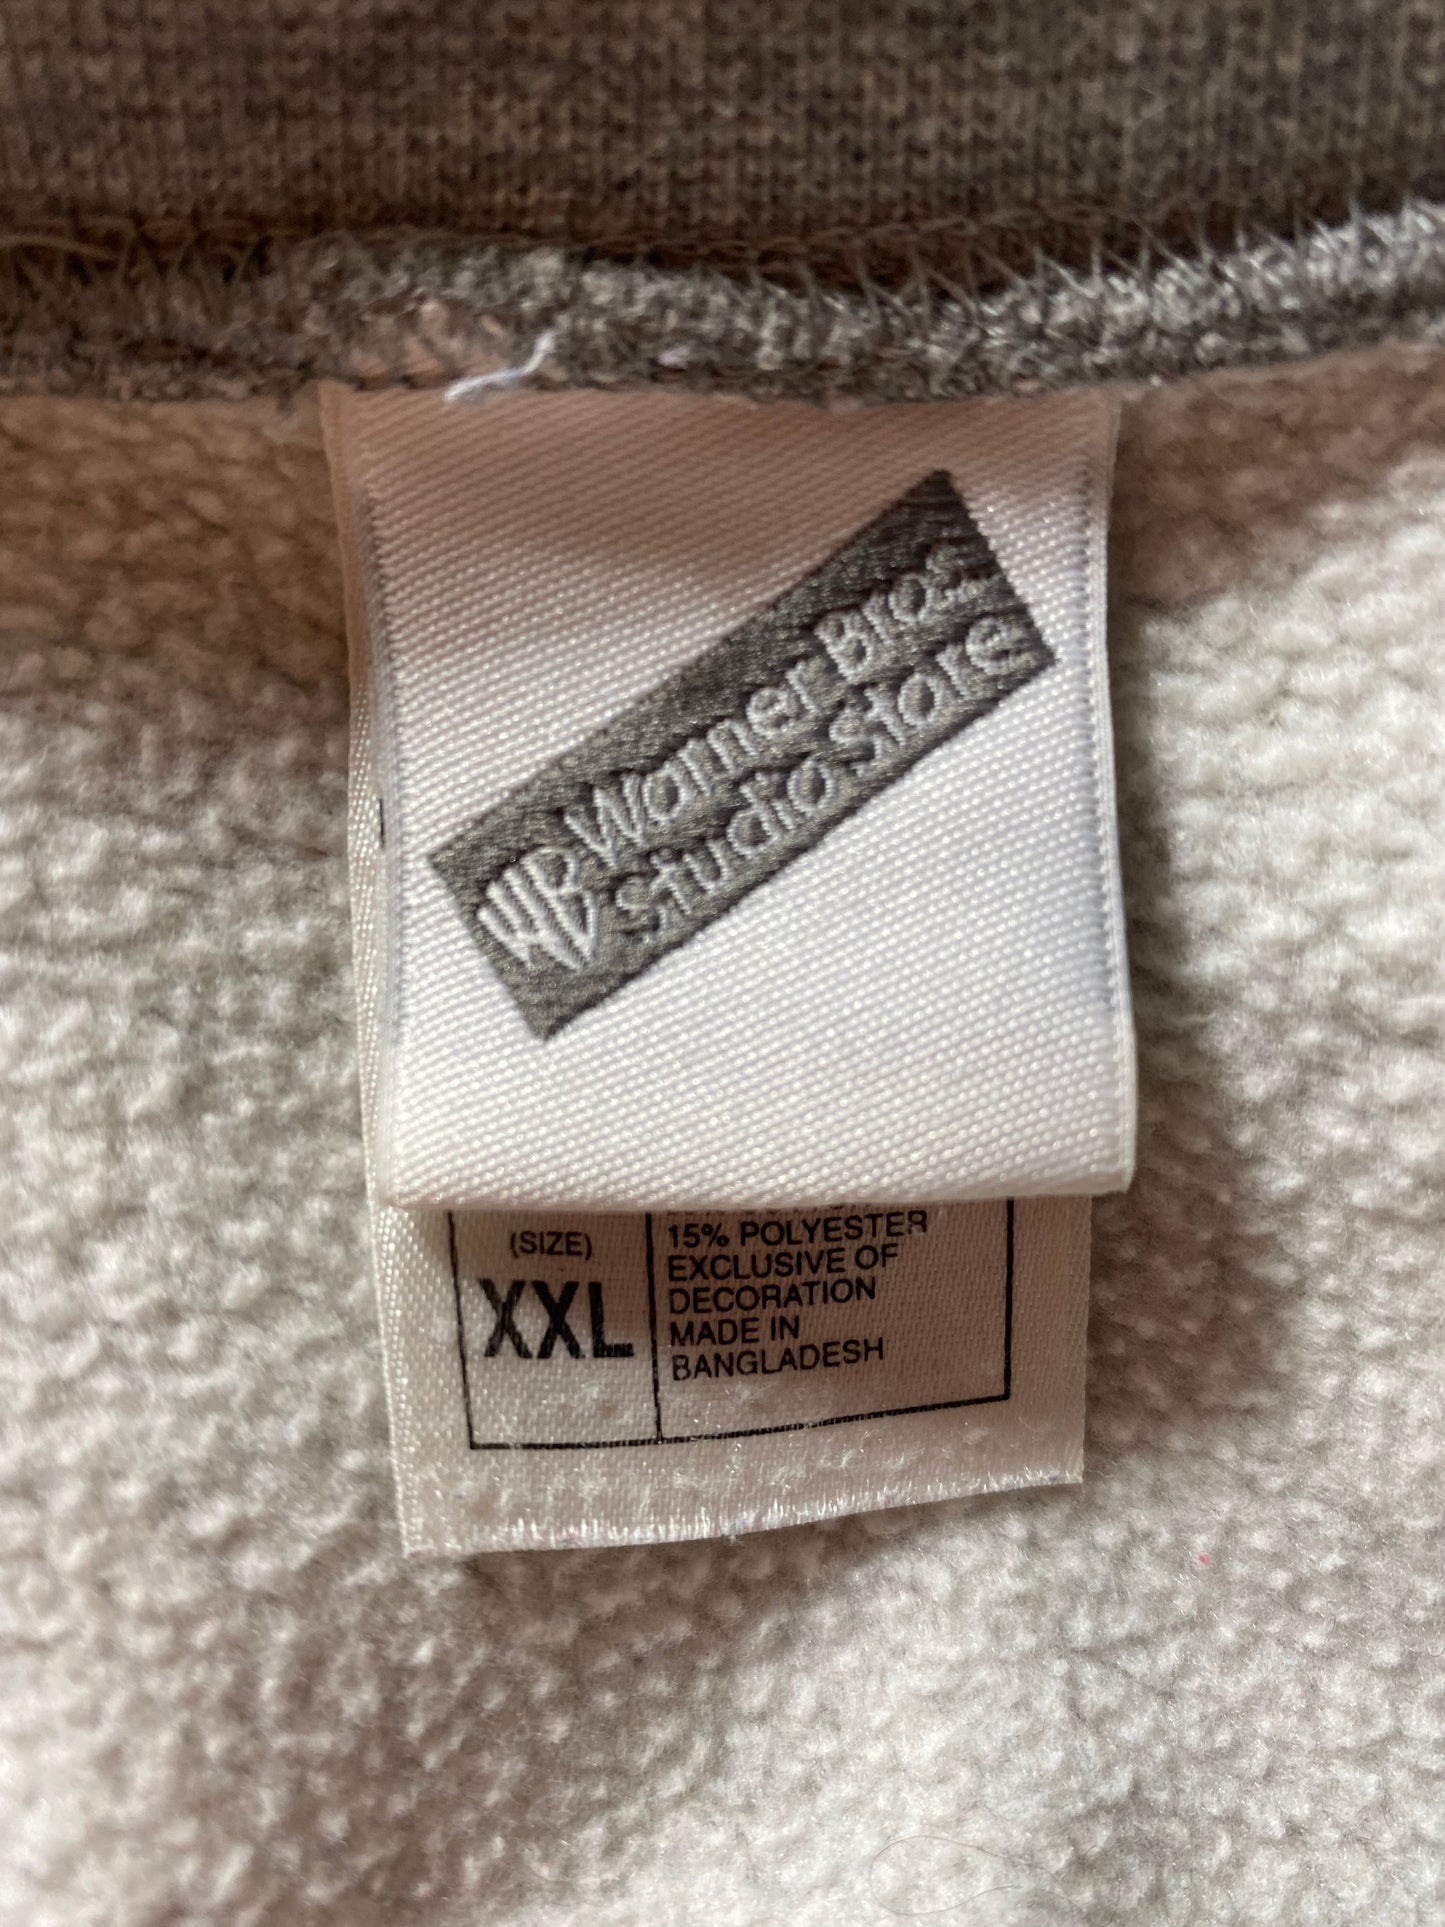 WB Warner Bros.
Studio Store
(SIZE)
XXL
15% POLYESTER
EXCLUSIVE OF
DECORATION
MADE IN
BANGLADESH